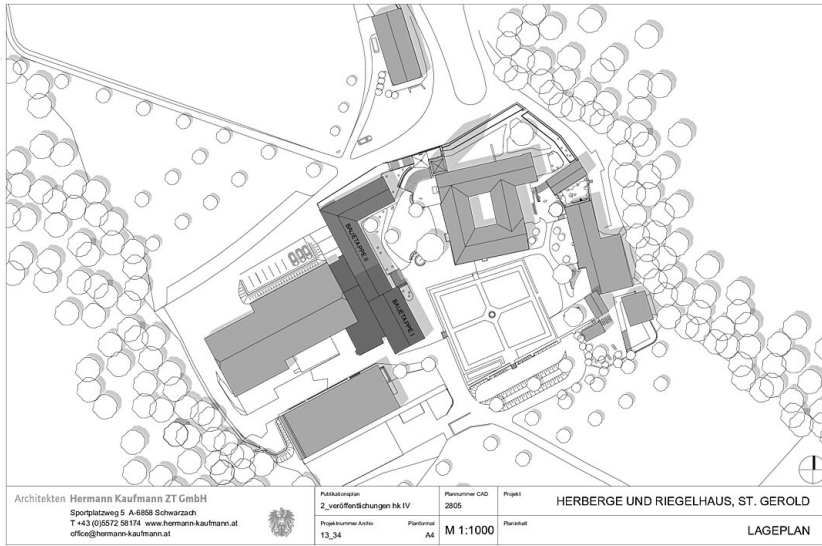 BAUETAPPE II
BAUETAPPE I
Architekten Hermann Kaufmann ZT GmbH
Sportplatzweg 5 A-6858 Schwarzach
T +43 (0)5572 58174 www.hermann-kaufmann.at
office@hermann-kaufmann.at
Publikationsplan
2_veröffentlichungen hk IV
Projektnummer Archiv Planformat
13_34 A4
Plannummer CAD
2805
M 1:1000
Projekt
HERBERGE UND RIEGELHAUS, ST. GEROLD
Planinhalt
LAGEPLAN